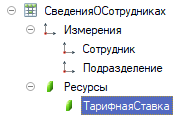 СведенияОСотрудниках
Измерения
Сотрудник
Подразделение
Ресурсы
ТарифнаяСтавка